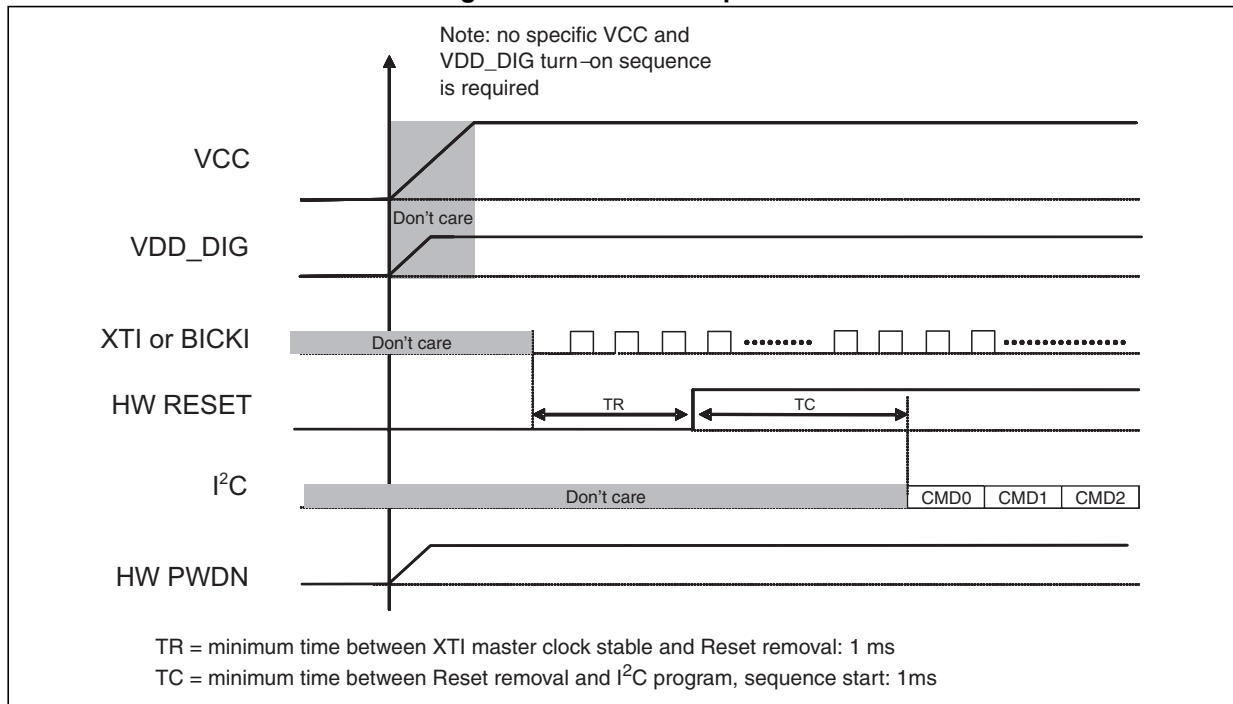 Note: no specific VCC and
VDD_DIG turn–on sequence
is required
VCC
Don't care
VDD_DIG
XTI or BICKI
Don't care
HW RESET
TR
TC
I²C
Don't care
CMD0
CMD1
CMD2
HW PWDN
TR = minimum time between XTI master clock stable and Reset removal: 1 ms
TC = minimum time between Reset removal and I²C program, sequence start: 1ms